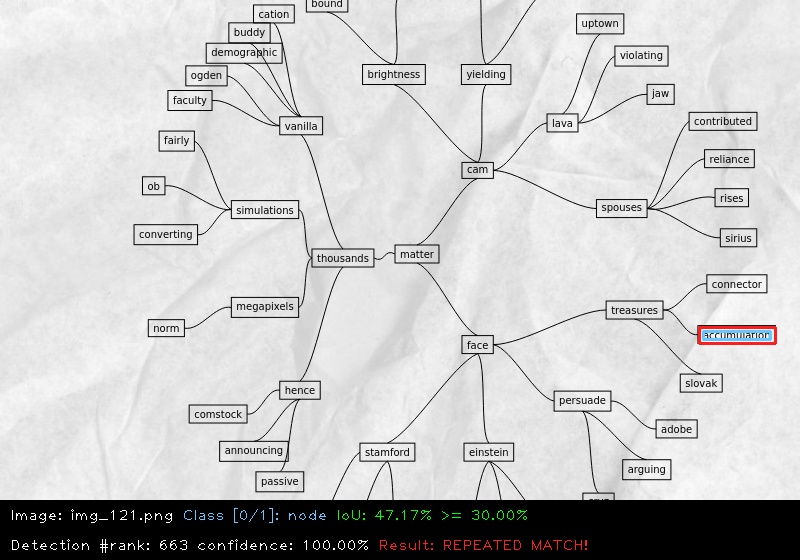 cation
bound
buddy
uptown
demographic
violating
ogden
brightness
yielding
faculty
jaw
vanilla
lava
contributed
fairly
reliance
cam
ob
rises
simulations
spouses
converting
sirius
thousands
matter
connector
megapixels
treasures
norm
accumulation
face
slovak
hence
persuade
comstock
adobe
announcing
stamford
einstein
arguing
passive
Image: img_121.png Class [0/1]: node IoU: 47.17% >= 30.00%
Detection #rank: 663 confidence: 100.00% Result: REPEATED MATCH!